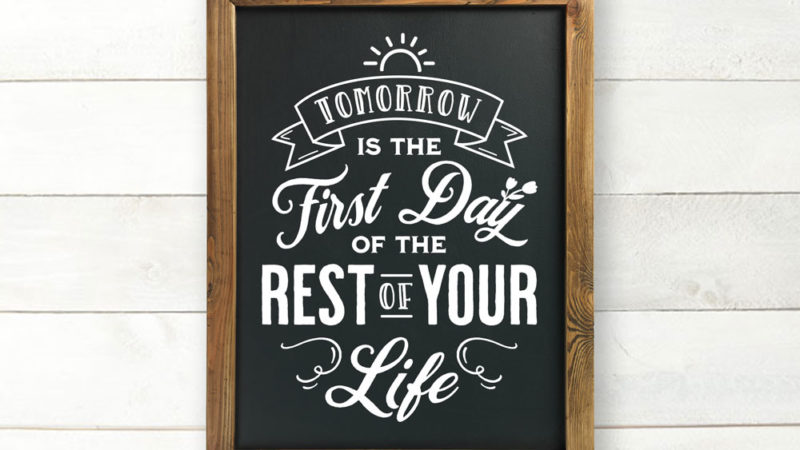 TOMORROW
IS THE
First Day
OF THE
REST OF YOUR
Life